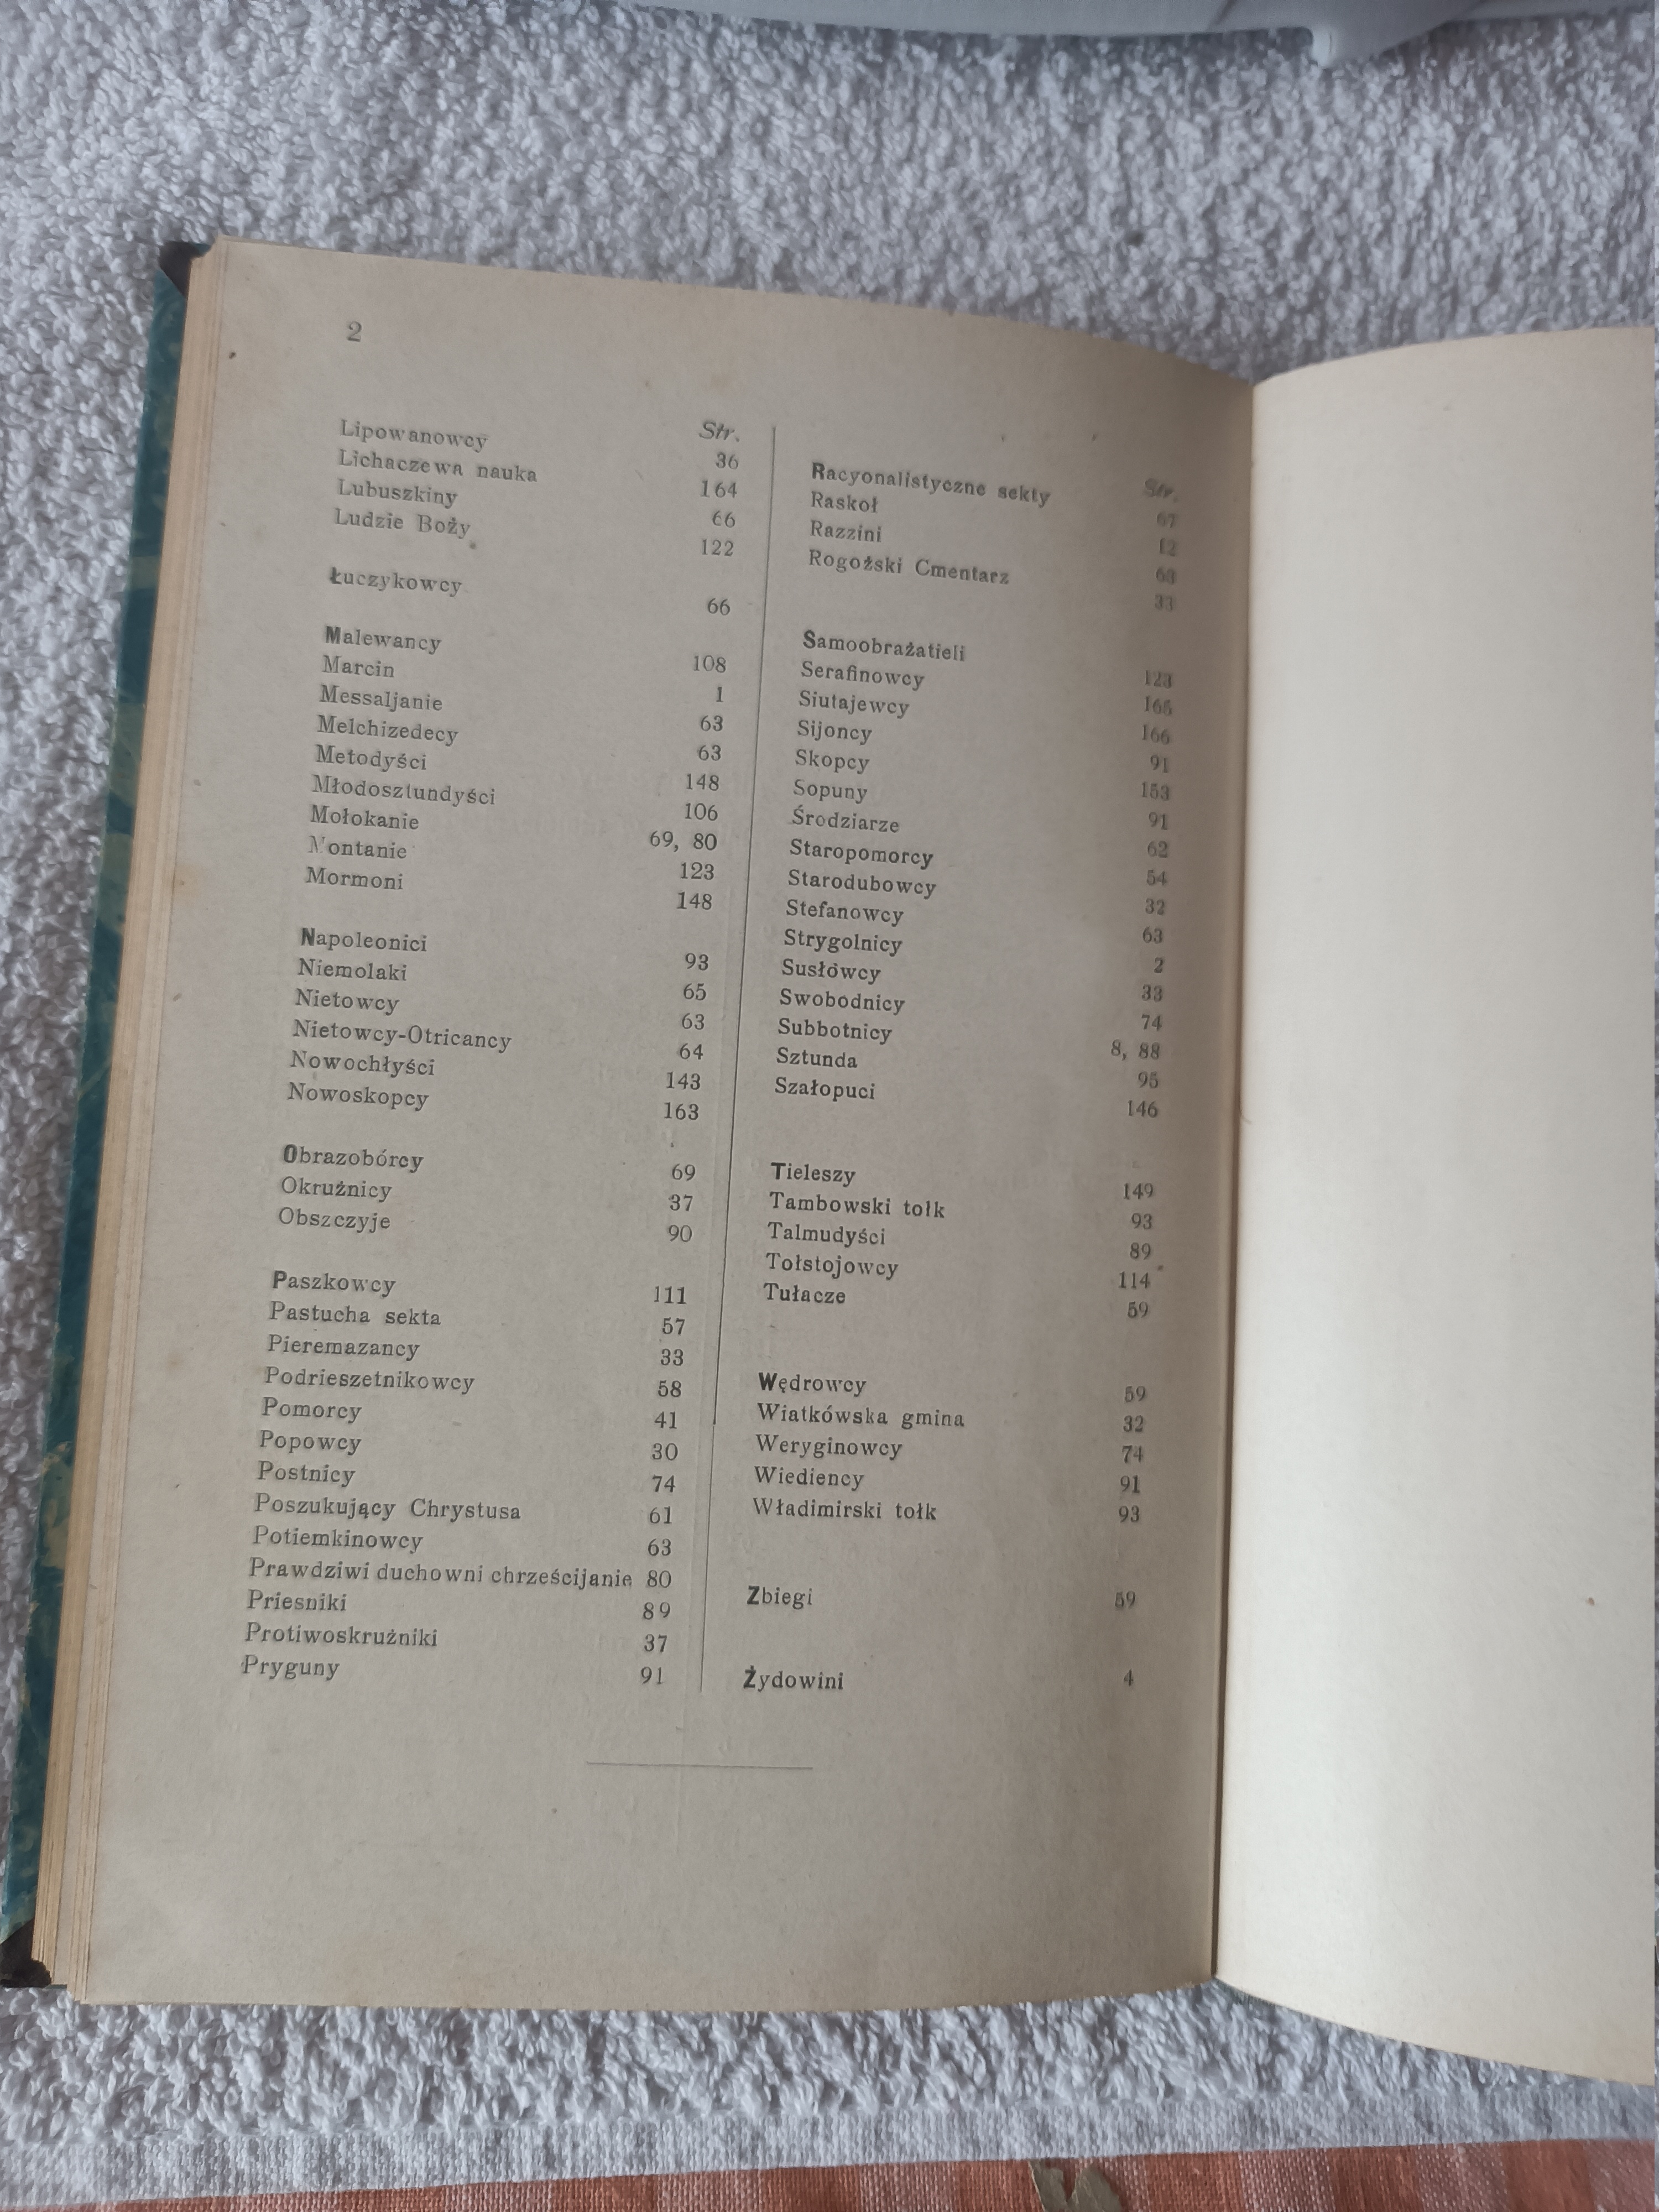 2
Str.
Lipowanowcy 36
Lichaczewa nauka 164
Lubuszkiny 66
Ludzie Boży 122
Łuczykowcy 66
Malewancy 108
Marcin 1
Messaljanie 63
Melchizedecy 63
Metodyści 148
Młodosztundyści 106
Mołokanie 69, 80
Montanie 123
Mormoni 148
Napoleonici 93
Niemolaki 65
Nietowcy 63
Nietowcy-Otricancy 64
Nowochłyści 143
Nowoskopcy 163
Obrazobórcy 69
Okrużnicy 37
Obszczyje 90
Paszkowcy 111
Pastucha sekta 57
Pieremazancy 33
Podrieszetnikowcy 58
Pomorcy 41
Popowcy 30
Postnicy 74
Poszukujący Chrystusa 61
Potiemkinowcy 63
Prawdziwi duchowni chrześcijanie 80
Priesniki 89
Protiwoskrużniki 37
Pryguny 91
Str.
Racyonalistyczne sekty 67
Raskoł 12
Razzini 63
Rogożski Cmentarz 33
Samoobrażatieli 123
Serafinowcy 165
Siutajewcy 166
Sijoncy 91
Skopcy 153
Sopuny 91
Środziarze 62
Staropomorcy 54
Starodubowcy 32
Stefanowcy 63
Strygolnicy 2
Susłowcy 33
Swobodnicy 74
Subbotnicy 8, 88
Sztunda 95
Szałopuci 146
Tieleszy 149
Tambowski tołk 93
Talmudyści 89
Tołstojowcy 114
Tułacze 59
Wędrowcy 59
Wiatkówska gmina 32
Weryginowcy 74
Wiediency 91
Władimirski tołk 93
Zbiegi 59
Żydowini 4